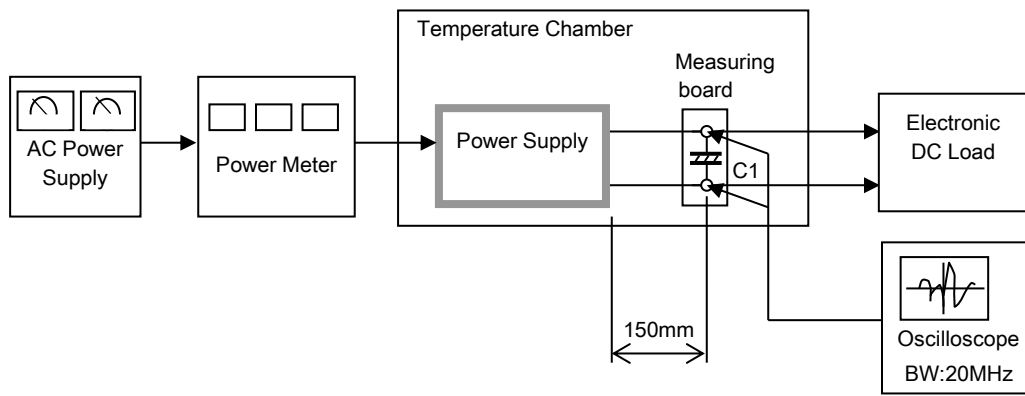 Temperature Chamber
Measuring
board
AC Power
Supply
Power Meter
Power Supply
C1
Electronic
DC Load
150mm
Oscilloscope
BW:20MHz